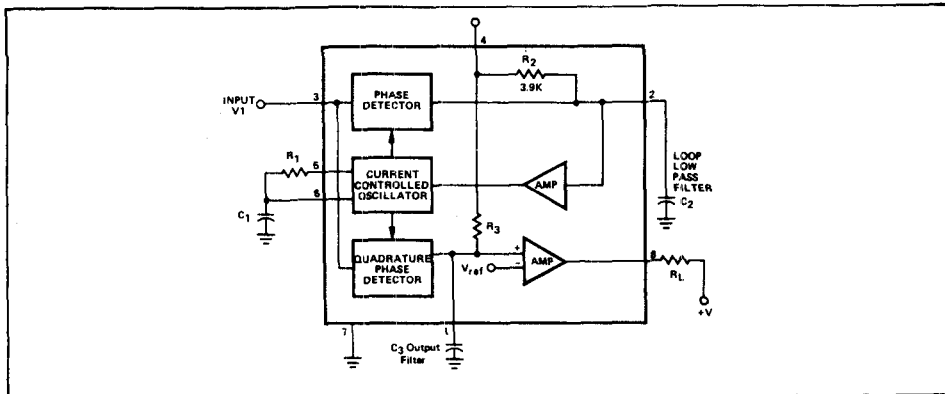 4
R2
3.9K
INPUT
V1
3
PHASE
DETECTOR
2
R1
5
CURRENT
CONTROLLED
OSCILLATOR
6
AMP
LOOP
LOW
PASS
FILTER
C2
C1
R3
QUADRATURE
PHASE
DETECTOR
+
Vref
-
AMP
8
RL
+V
7
1
C3 Output
Filter